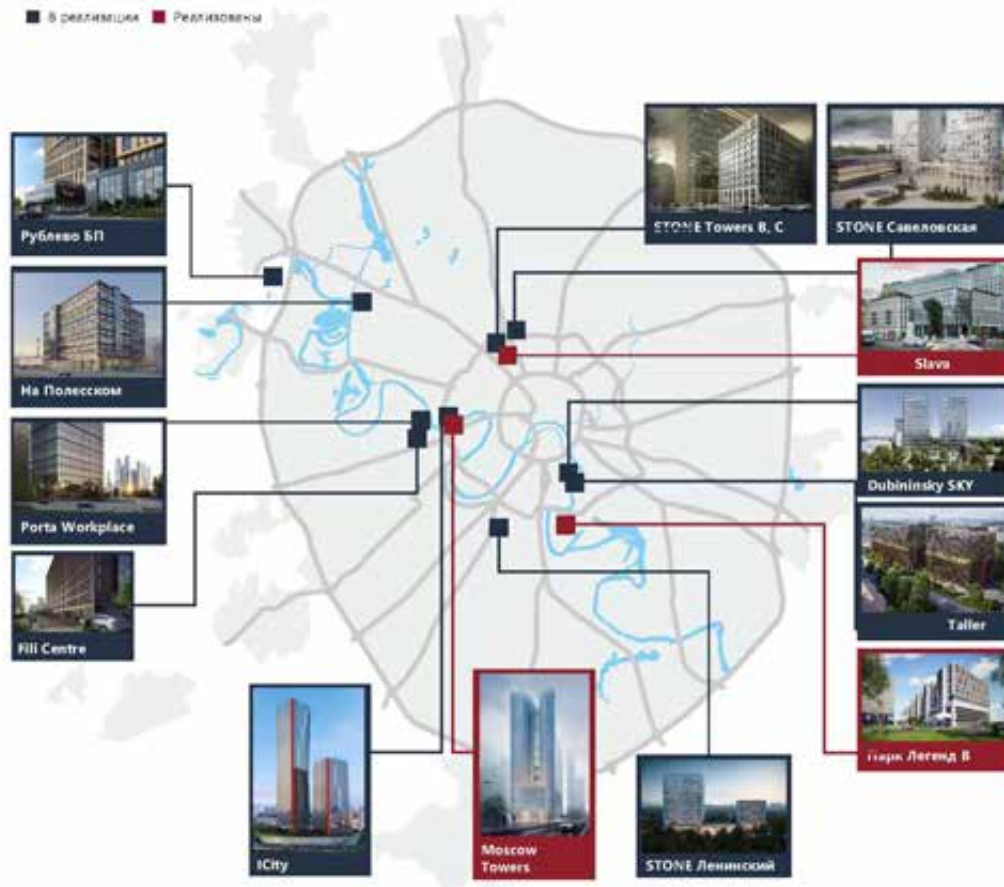 В реализации
Реализованы
Рублево БП
STONE Towers B, C
STONE Савеловская
На Полесском
Slava
Porta Workplace
Dubininsky SKY
Fili Centre
Taller
Парк Легенд В
ICity
Moscow
Towers
STONE Ленинский